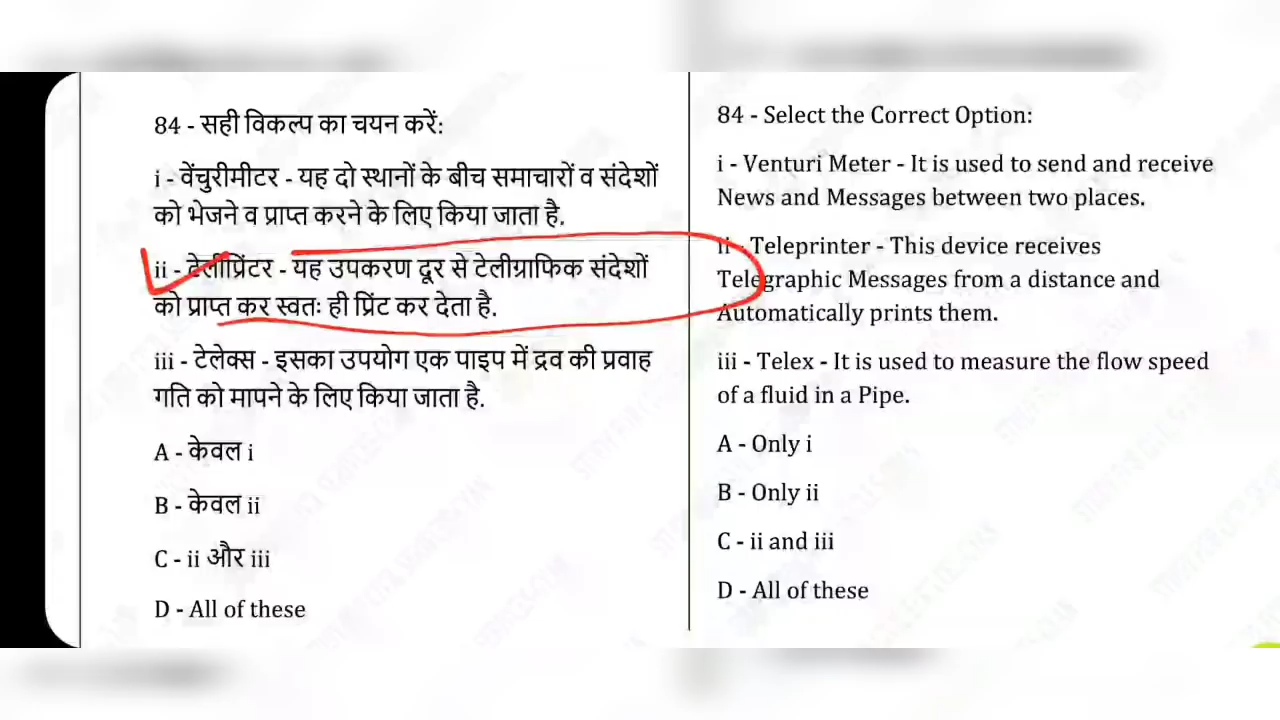 84 - सही विकल्प का चयन करें:
i - वेंचुरीमीटर - यह दो स्थानों के बीच समाचारों व संदेशों
को भेजने व प्राप्त करने के लिए किया जाता है.
ii - टेलीप्रिंटर - यह उपकरण दूर से टेलीग्राफिक संदेशों
को प्राप्त कर स्वतः ही प्रिंट कर देता है.
iii - टेलेक्स - इसका उपयोग एक पाइप में द्रव की प्रवाह
गति को मापने के लिए किया जाता है.
A - केवल i
B - केवल ii
C - ii और iii
D - All of these
84 - Select the Correct Option:
i - Venturi Meter - It is used to send and receive
News and Messages between two places.
ii - Teleprinter - This device receives
Telegraphic Messages from a distance and
Automatically prints them.
iii - Telex - It is used to measure the flow speed
of a fluid in a Pipe.
A - Only i
B - Only ii
C - ii and iii
D - All of these